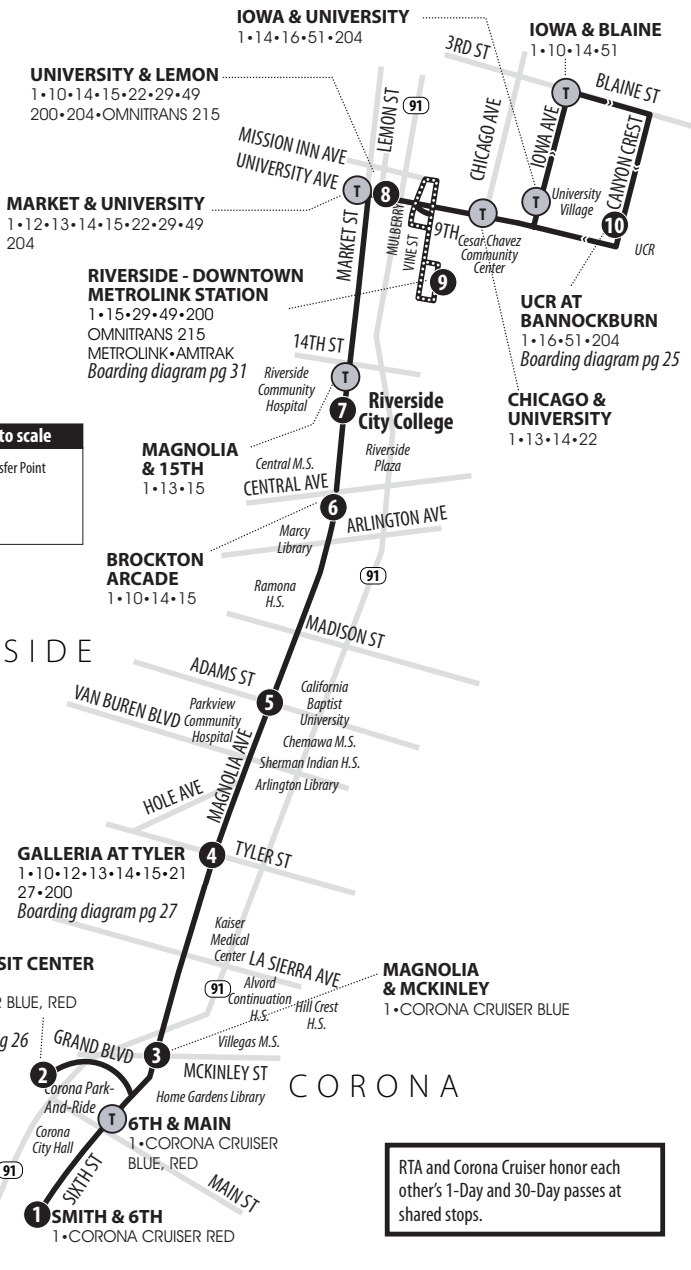 IOWA & UNIVERSITY
1•14•16•51•204
IOWA & BLAINE
1•10•14•51
3RD ST
BLAINE ST
UNIVERSITY & LEMON
1•10•14•15•22•29•49
200•204•OMNITRANS 215
LEMON ST
91
CHICAGO AVE
IOWA AVE
CANYON CREST
MISSION INN AVE
UNIVERSITY AVE
T
T
8
T
T
University
Village
10
UCR
MARKET & UNIVERSITY
1•12•13•14•15•22•29•49
204
MARKET ST
MULBERRY
VINE ST
9TH
Cesar Chavez
Community
Center
9
RIVERSIDE - DOWNTOWN
METROLINK STATION
1•15•29•49•200
OMNITRANS 215
METROLINK•AMTRAK
Boarding diagram pg 31
UCR AT
BANNOCKBURN
1•16•51•204
Boarding diagram pg 25
14TH ST
Riverside
Community
Hospital
T
7
Riverside
City College
CHICAGO &
UNIVERSITY
1•13•14•22
to scale
sfer Point
MAGNOLIA
& 15TH
1•13•15
Central M.S.
Riverside
Plaza
CENTRAL AVE
6
ARLINGTON AVE
Marcy
Library
BROCKTON
ARCADE
1•10•14•15
91
Ramona
H.S.
MADISON ST
SIDE
ADAMS ST
5
California
Baptist
University
VAN BUREN BLVD
Parkview
Community
Hospital
Chemawa M.S.
Sherman Indian H.S.
Arlington Library
MAGNOLIA AVE
HOLE AVE
GALLERIA AT TYLER
1•10•12•13•14•15•21
27•200
Boarding diagram pg 27
4
TYLER ST
Kaiser
Medical
Center
LA SIERRA AVE
91
Alvord
Continuation
H.S.
Hill Crest
H.S.
Villegas M.S.
MAGNOLIA
& MCKINLEY
1•CORONA CRUISER BLUE
SIT CENTER
R BLUE, RED
g 26
GRAND BLVD
3
MCKINLEY ST
2
Corona Park-
And-Ride
Home Gardens Library
CORONA
T
6TH & MAIN
1•CORONA CRUISER
BLUE, RED
Corona
City Hall
91
SIXTH ST
MAIN ST
1
SMITH & 6TH
1•CORONA CRUISER RED
RTA and Corona Cruiser honor each
other's 1-Day and 30-Day passes at
shared stops.